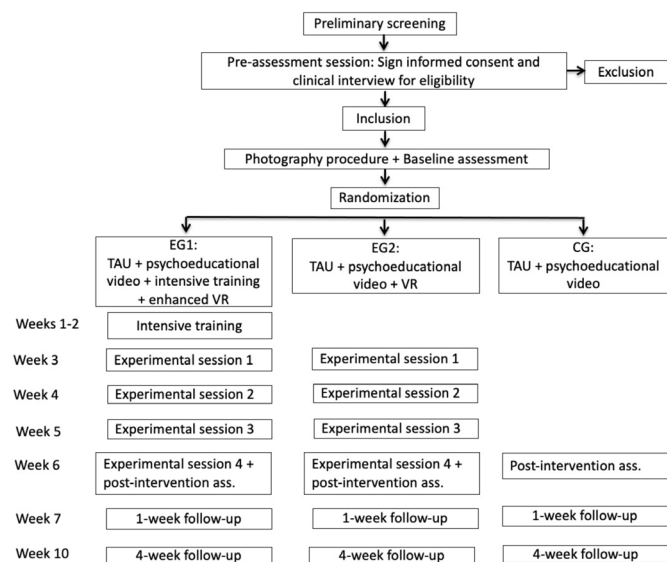 Preliminary screening
Pre-assessment session: Sign informed consent and
clinical interview for eligibility
Exclusion
Inclusion
Photography procedure + Baseline assessment
Randomization
EG1:
TAU + psychoeducational
video + intensive training
+ enhanced VR
EG2:
TAU + psychoeducational
video + VR
CG:
TAU + psychoeducational
video
Weeks 1-2
Intensive training
Week 3
Experimental session 1
Experimental session 1
Week 4
Experimental session 2
Experimental session 2
Week 5
Experimental session 3
Experimental session 3
Week 6
Experimental session 4 +
post-intervention ass.
Experimental session 4 +
post-intervention ass.
Post-intervention ass.
Week 7
1-week follow-up
1-week follow-up
1-week follow-up
Week 10
4-week follow-up
4-week follow-up
4-week follow-up